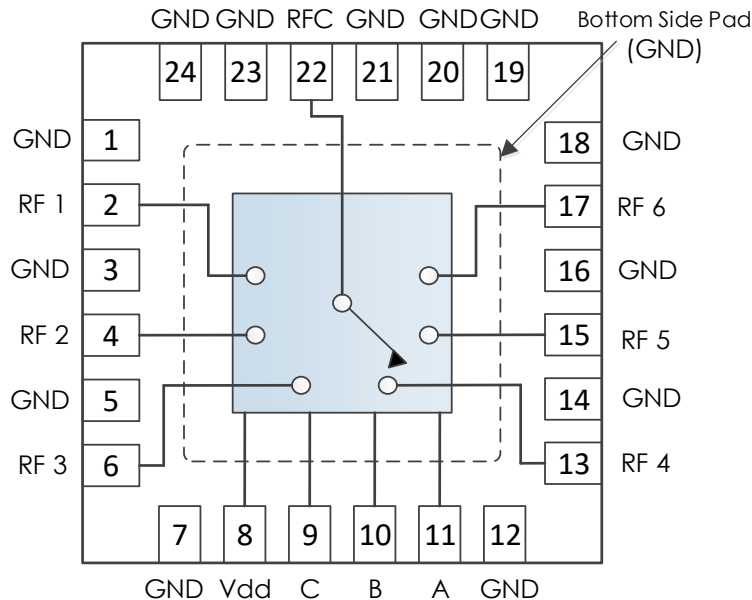 GND GND RFC GND GND GND Bottom Side Pad
(GND)
24 23 22 21 20 19
GND 1 18 GND
RF 1 2 17 RF 6
GND 3 16 GND
RF 2 4 15 RF 5
GND 5 14 GND
RF 3 6 13 RF 4
7 8 9 10 11 12
GND Vdd C B A GND